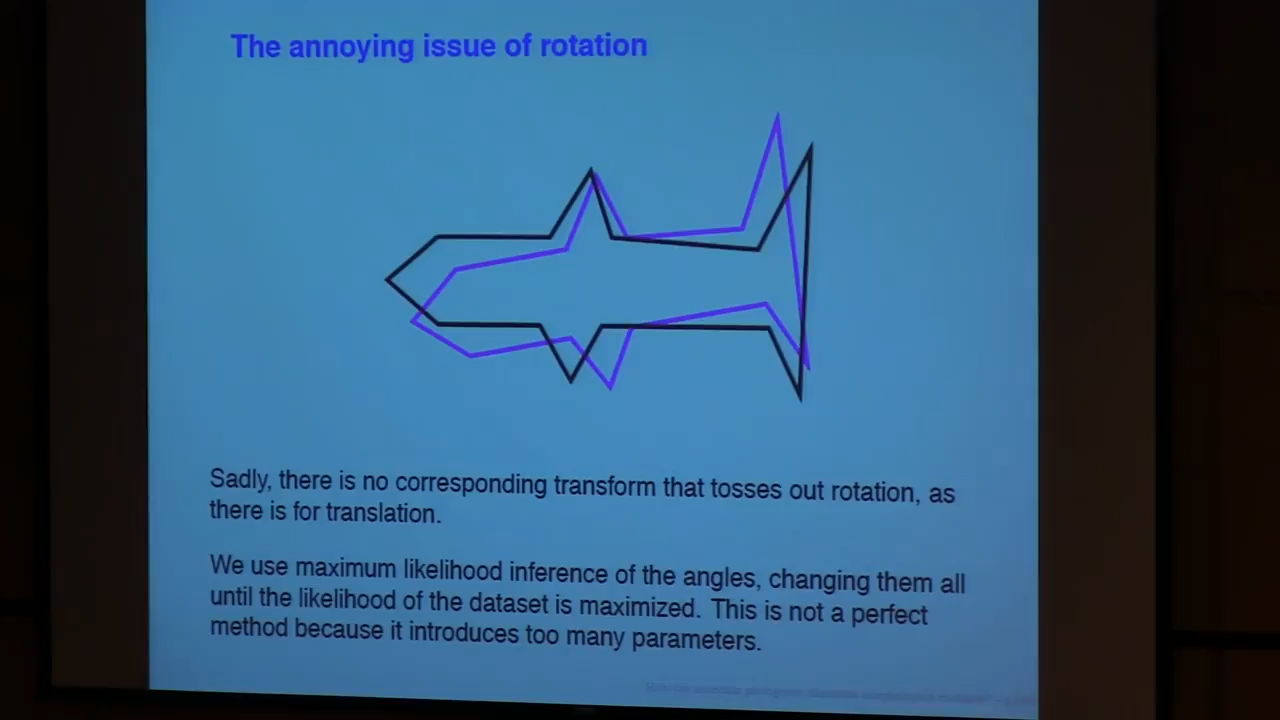 The annoying issue of rotation
Sadly, there is no corresponding transform that tosses out rotation, as
there is for translation.
We use maximum likelihood inference of the angles, changing them all
until the likelihood of the dataset is maximized. This is not a perfect
method because it introduces too many parameters.